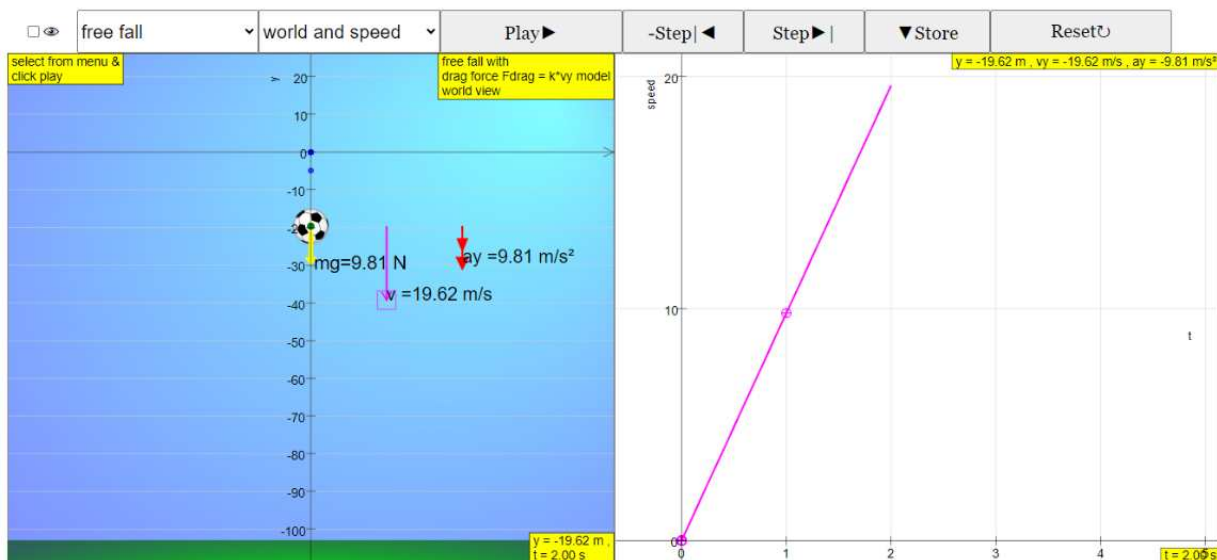 free fall
world and speed
Play▶
-Step|◀
Step▶|
▼Store
Reset↻
select from menu &
click play
free fall with
drag force Fdrag = k*vy model
world view
y
20
10
0
-10
-20
-30
-40
-50
-60
-70
-80
-90
-100
mg=9.81 N
ay =9.81 m/s²
v =19.62 m/s
y = -19.62 m ,
t = 2.00 s
y = -19.62 m , vy = -19.62 m/s , ay = -9.81 m/s²
speed
20
10
0
t
0
1
2
3
4
5
t = 2.00 s